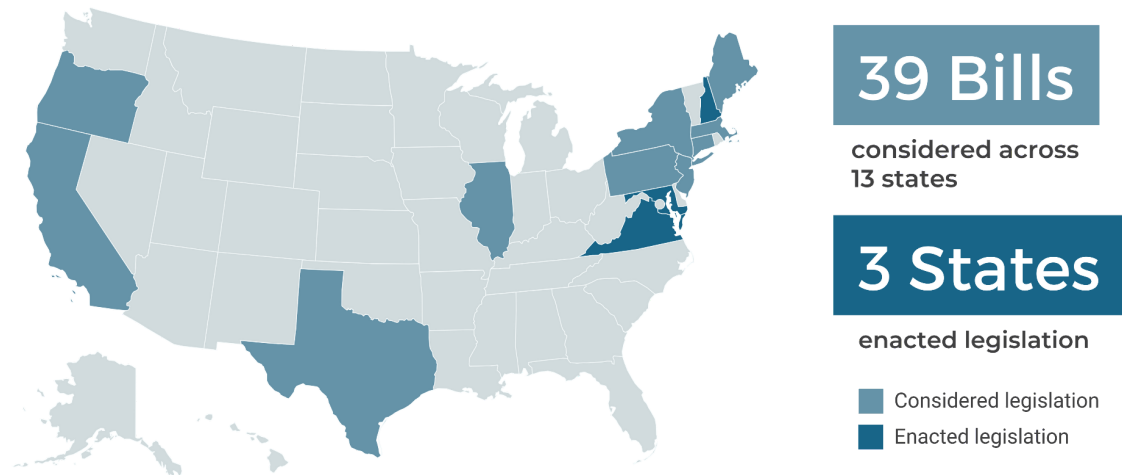 39 Bills
considered across
13 states
3 States
enacted legislation
Considered legislation
Enacted legislation